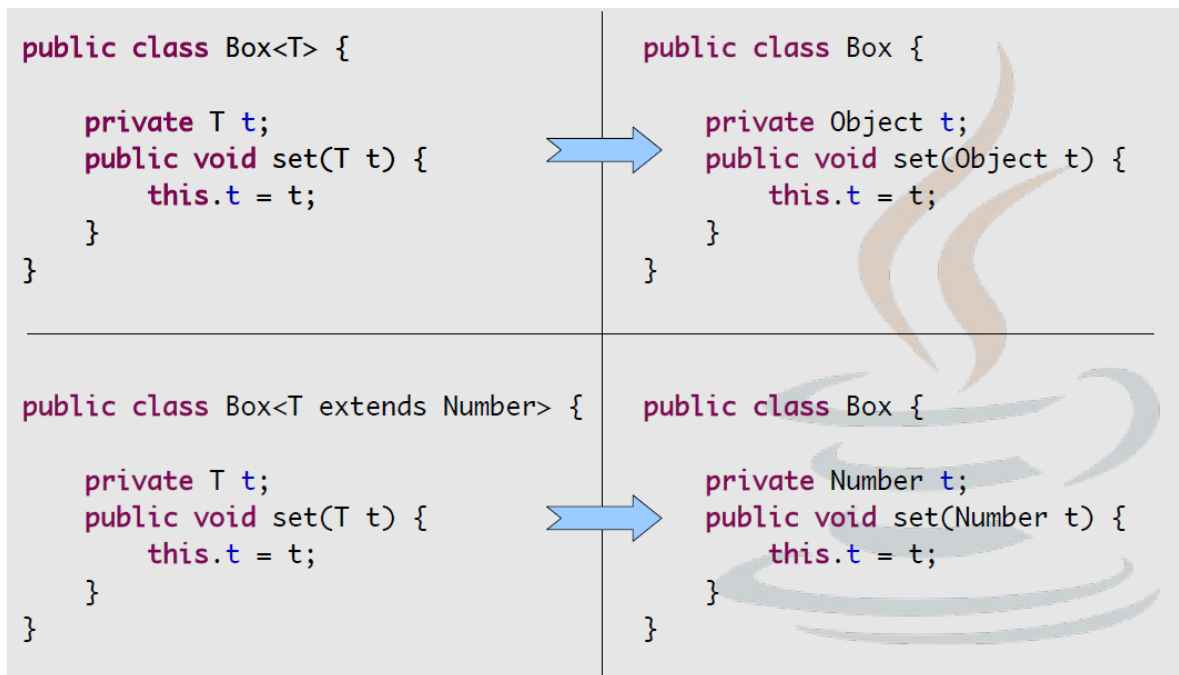 public class Box<T> {
    private T t;
    public void set(T t) {
        this.t = t;
    }
}
public class Box {
    private Object t;
    public void set(Object t) {
        this.t = t;
    }
}
public class Box<T extends Number> {
    private T t;
    public void set(T t) {
        this.t = t;
    }
}
public class Box {
    private Number t;
    public void set(Number t) {
        this.t = t;
    }
}